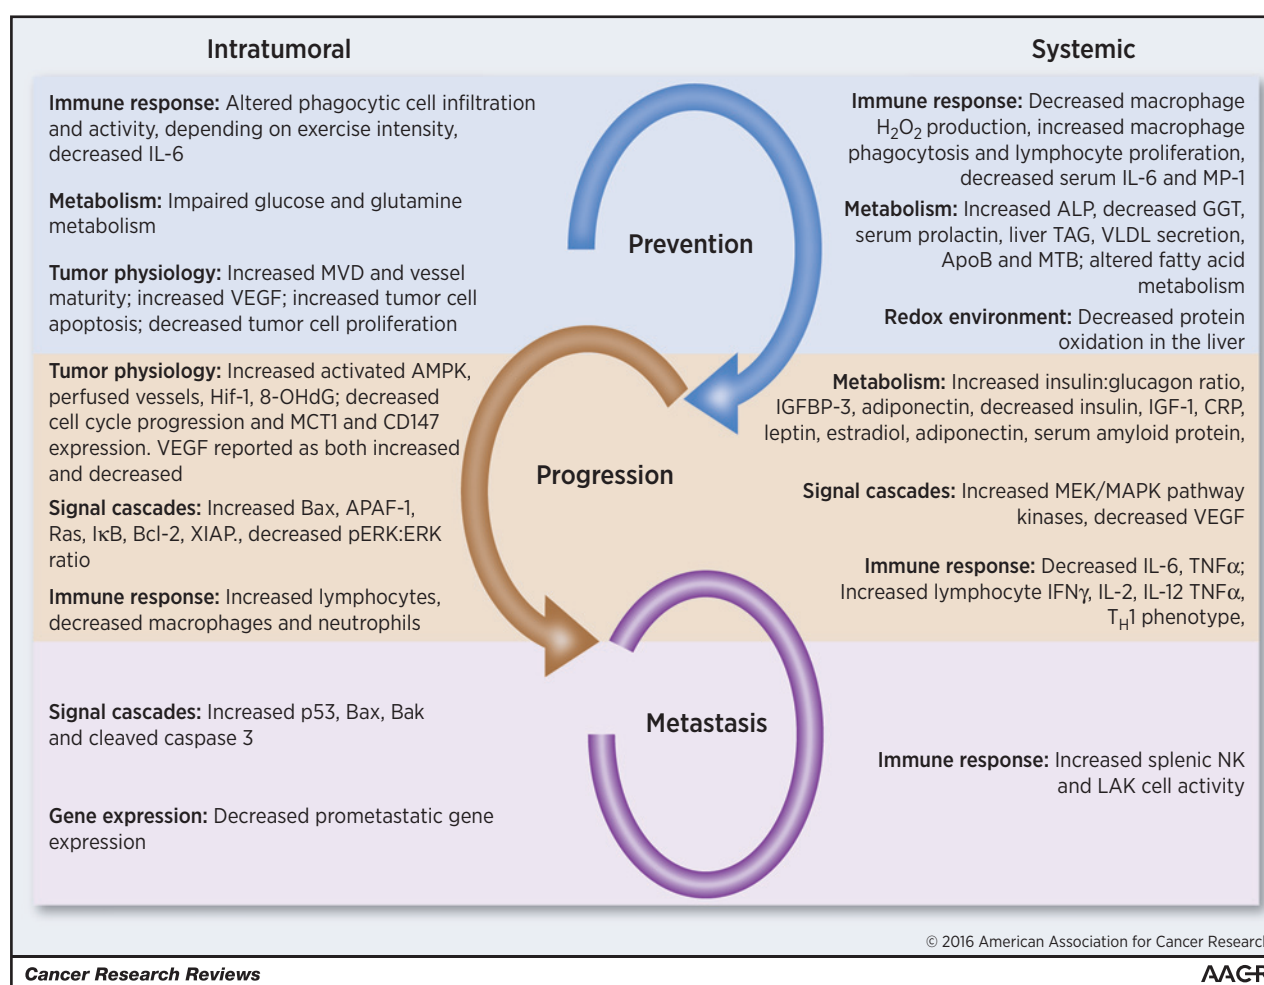 Intratumoral
Systemic
Immune response: Altered phagocytic cell infiltration
and activity, depending on exercise intensity,
decreased IL-6
Metabolism: Impaired glucose and glutamine
metabolism
Tumor physiology: Increased MVD and vessel
maturity; increased VEGF; increased tumor cell
apoptosis; decreased tumor cell proliferation
Prevention
Immune response: Decreased macrophage
H2O2 production, increased macrophage
phagocytosis and lymphocyte proliferation,
decreased serum IL-6 and MP-1
Metabolism: Increased ALP, decreased GGT,
serum prolactin, liver TAG, VLDL secretion,
ApoB and MTB; altered fatty acid
metabolism
Redox environment: Decreased protein
oxidation in the liver
Tumor physiology: Increased activated AMPK,
perfused vessels, Hif-1, 8-OHdG; decreased
cell cycle progression and MCT1 and CD147
expression. VEGF reported as both increased
and decreased
Signal cascades: Increased Bax, APAF-1,
Ras, IκB, Bcl-2, XIAP., decreased pERK:ERK
ratio
Immune response: Increased lymphocytes,
decreased macrophages and neutrophils
Progression
Metabolism: Increased insulin:glucagon ratio,
IGFBP-3, adiponectin, decreased insulin, IGF-1, CRP,
leptin, estradiol, adiponectin, serum amyloid protein,
Signal cascades: Increased MEK/MAPK pathway
kinases, decreased VEGF
Immune response: Decreased IL-6, TNFα;
Increased lymphocyte IFNγ, IL-2, IL-12 TNFα,
TH1 phenotype,
Signal cascades: Increased p53, Bax, Bak
and cleaved caspase 3
Gene expression: Decreased prometastatic gene
expression
Metastasis
Immune response: Increased splenic NK
and LAK cell activity
© 2016 American Association for Cancer Research
Cancer Research Reviews
AACR